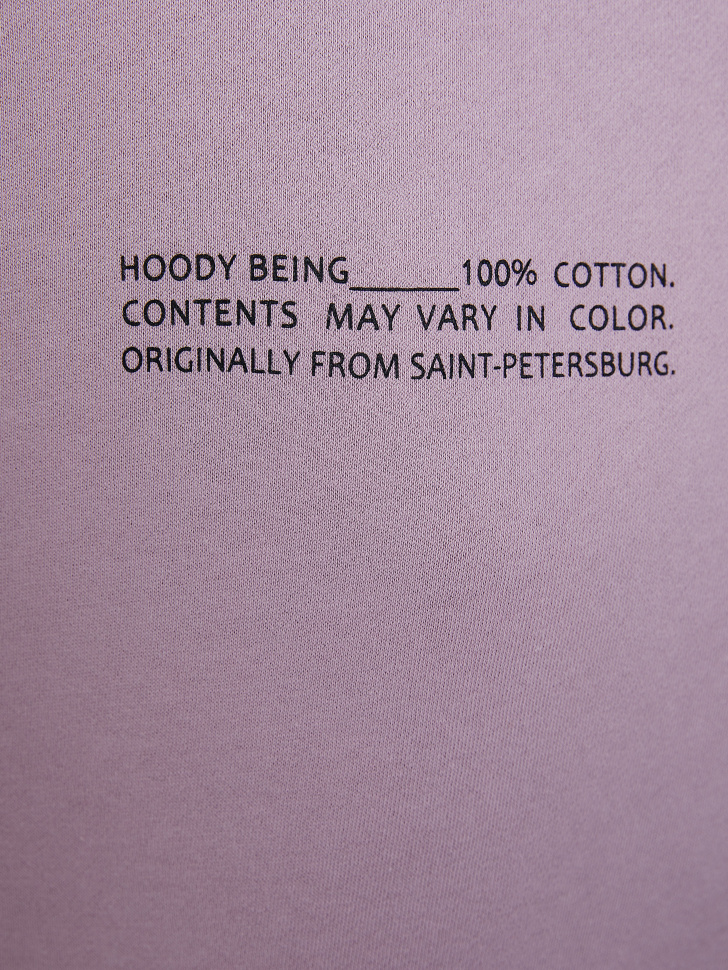 HOODY BEING______100% COTTON.
CONTENTS MAY VARY IN COLOR.
ORIGINALLY FROM SAINT-PETERSBURG.